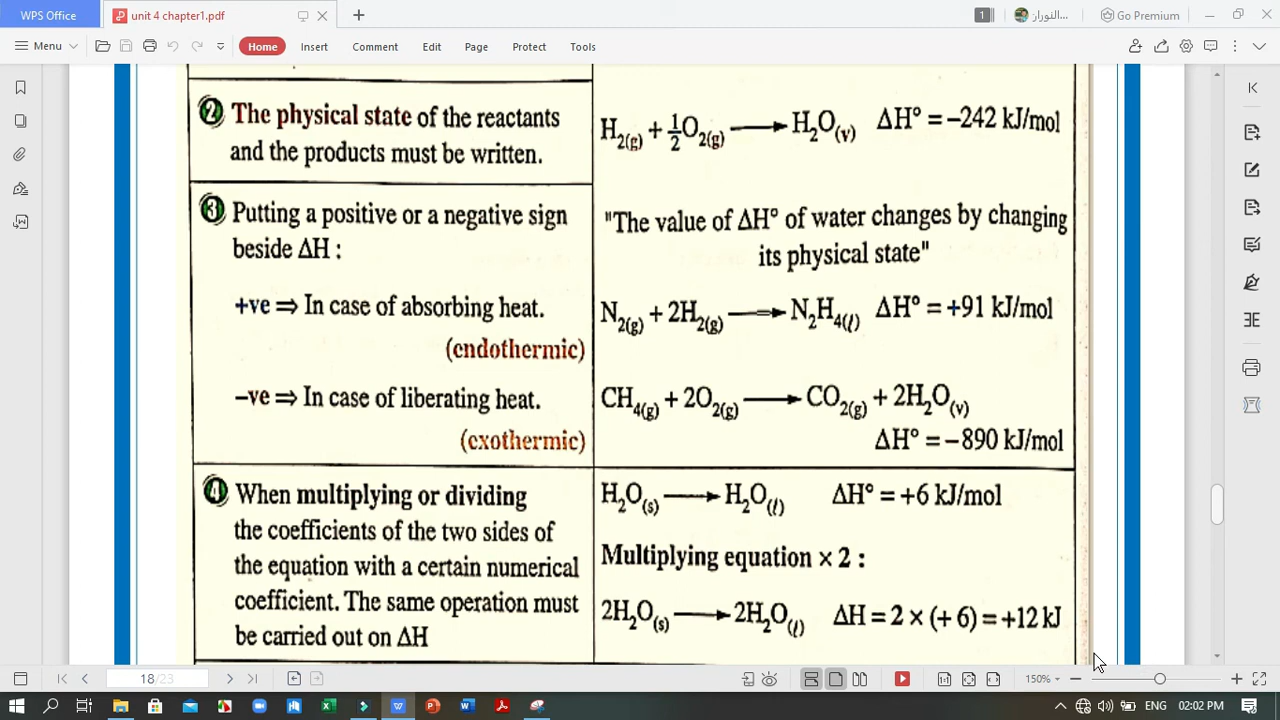 WPS Office
unit 4 chapter1.pdf
1
النورار...
Go Premium
Menu
Home
Insert
Comment
Edit
Page
Protect
Tools
② The physical state of the reactants
and the products must be written.
H₂(g) + ½O₂(g) ⟶ H₂O(v) ΔH° = –242 kJ/mol
③ Putting a positive or a negative sign
beside ΔH :
"The value of ΔH° of water changes by changing
its physical state"
+ve ⇒ In case of absorbing heat.
(endothermic)
N₂(g) + 2H₂(g) ⟶ N₂H₄(l) ΔH° = +91 kJ/mol
–ve ⇒ In case of liberating heat.
(exothermic)
CH₄(g) + 2O₂(g) ⟶ CO₂(g) + 2H₂O(v)
ΔH° = –890 kJ/mol
④ When multiplying or dividing
the coefficients of the two sides of
the equation with a certain numerical
coefficient. The same operation must
be carried out on ΔH
H₂O(s) ⟶ H₂O(l) ΔH° = +6 kJ/mol
Multiplying equation × 2 :
2H₂O(s) ⟶ 2H₂O(l) ΔH = 2 × (+ 6) = +12 kJ
18/23
150%
02:02 PM